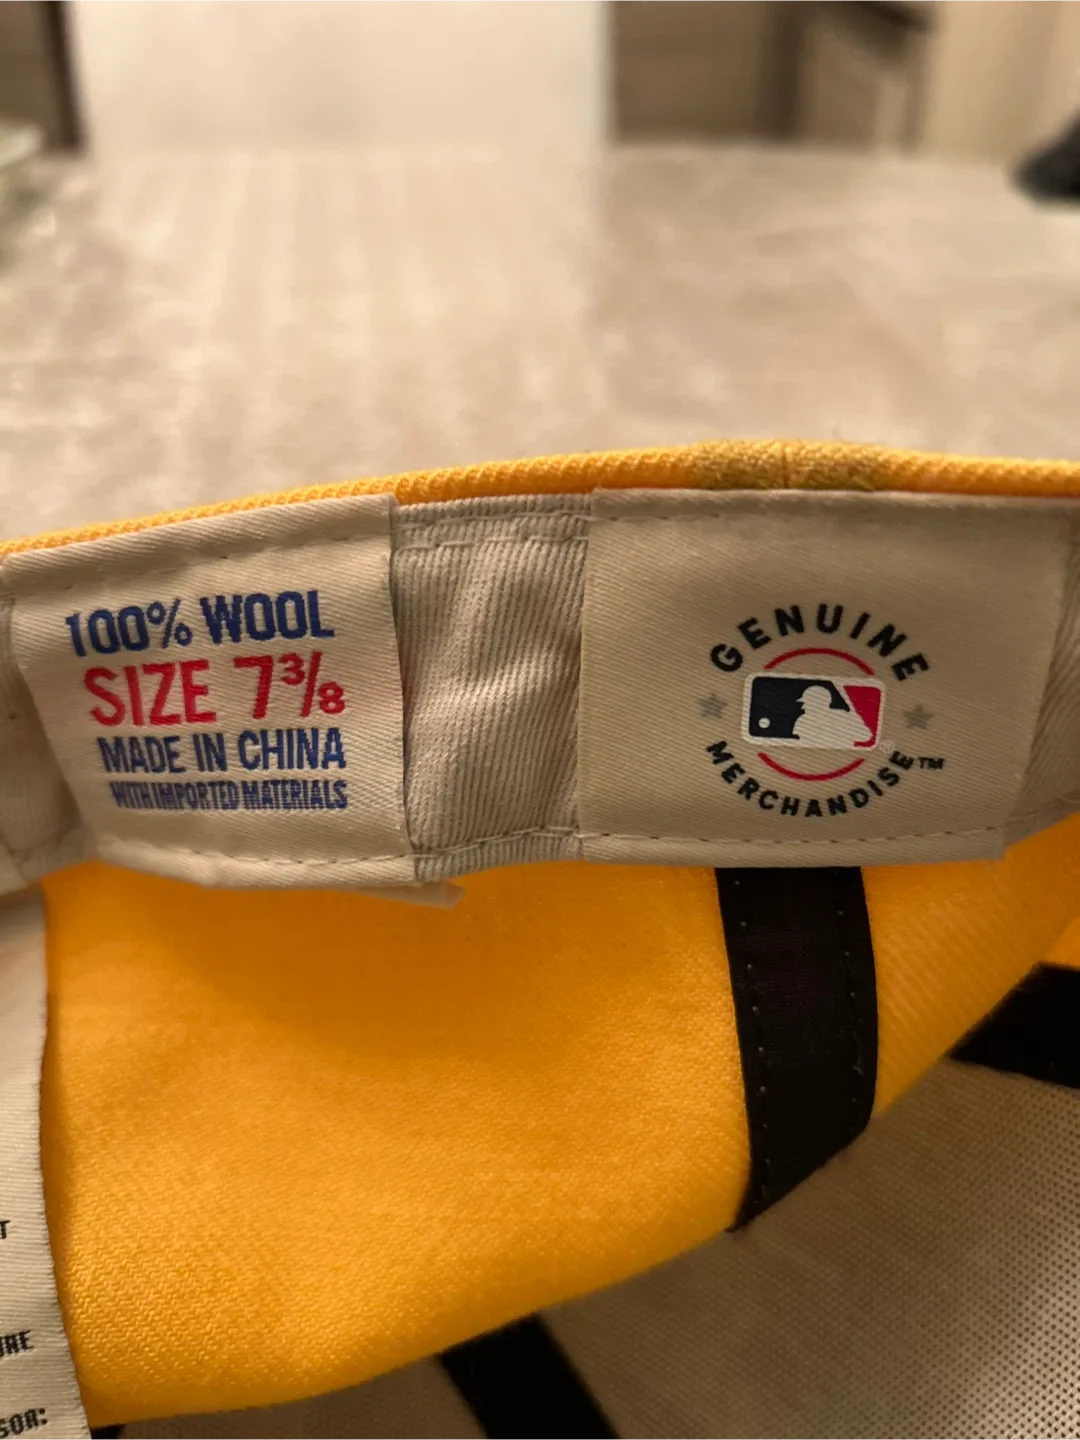 100% WOOL
SIZE 7⅜
MADE IN CHINA
WITH IMPORTED MATERIALS
GENUINE
MERCHANDISE™